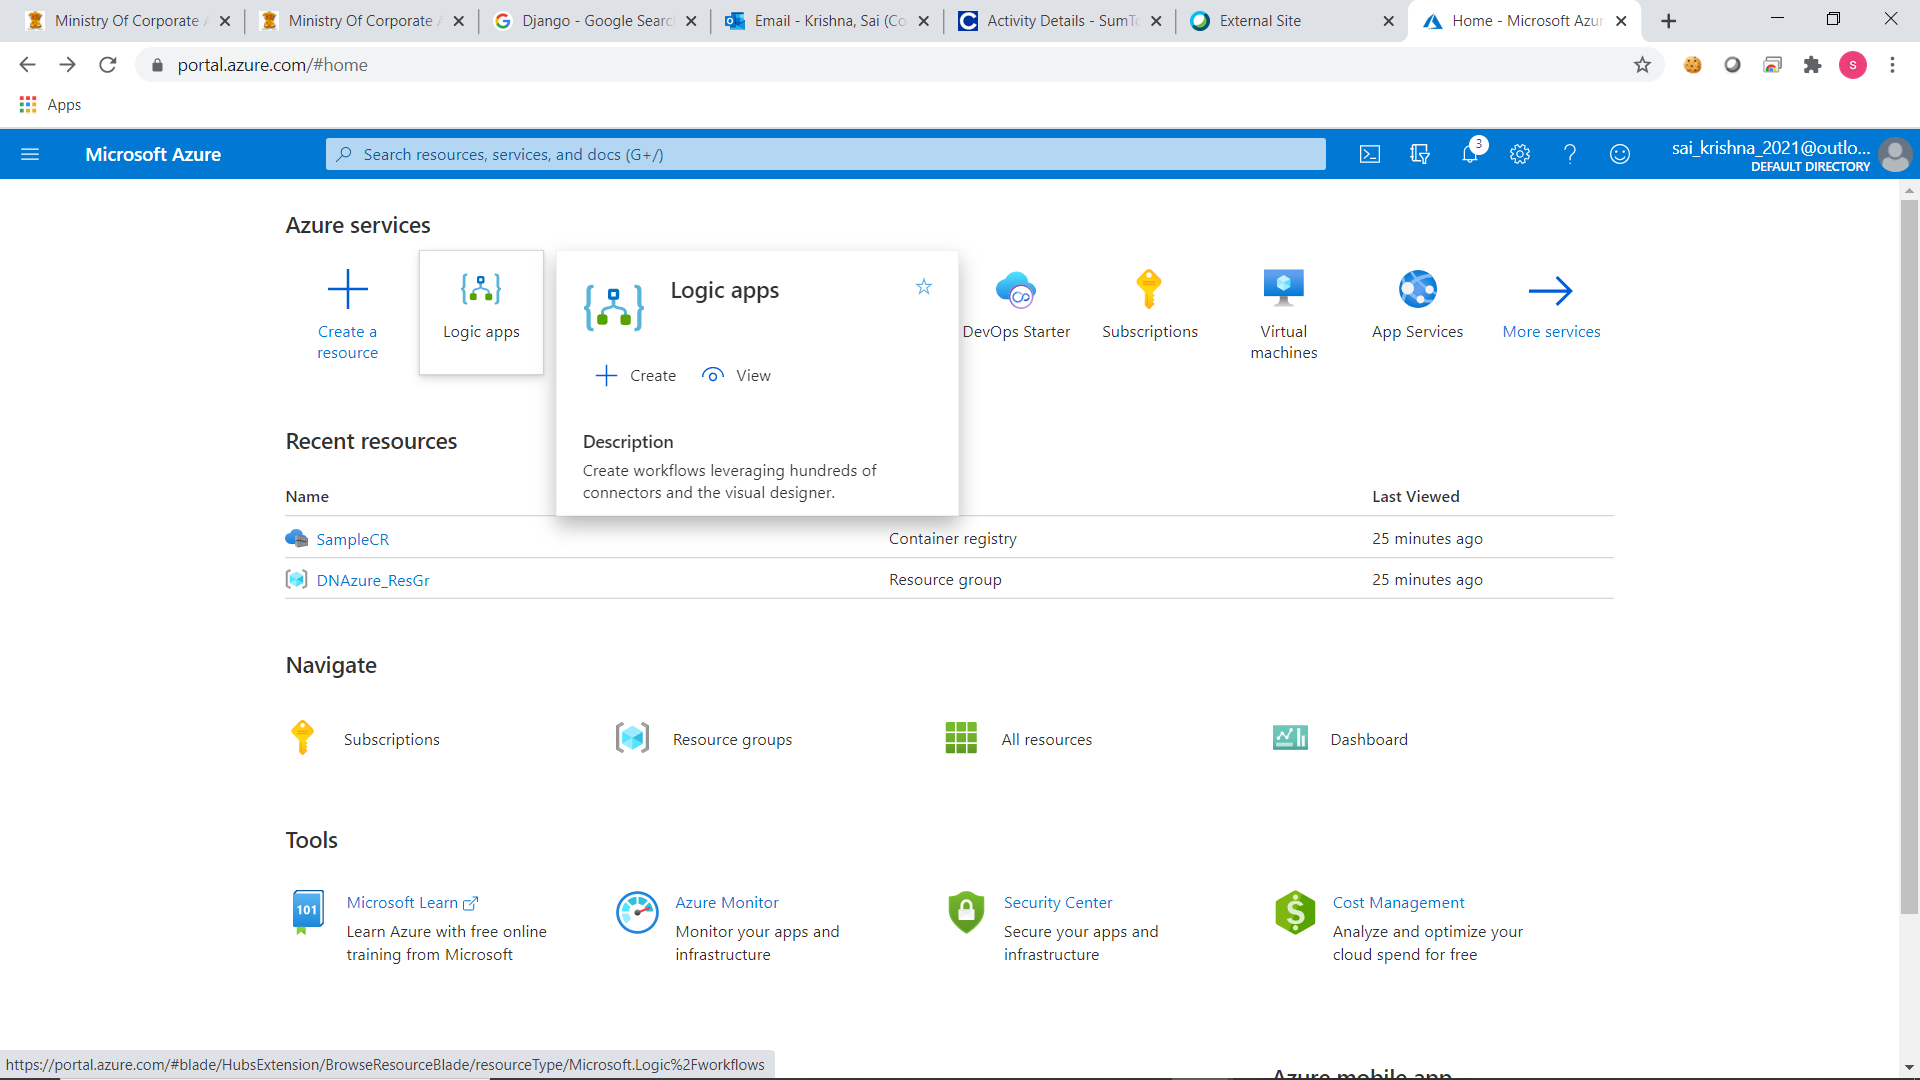 Ministry Of Corporate A
Ministry Of Corporate A
Django - Google Searc
Email - Krishna, Sai (Co
Activity Details - SumTo
External Site
Home - Microsoft Azur
portal.azure.com/#home
S
Apps
Microsoft Azure
Search resources, services, and docs (G+/)
3
sai_krishna_2021@outlo...
DEFAULT DIRECTORY
Azure services
Create a
resource
Logic apps
Logic apps
Create
View
Description
Create workflows leveraging hundreds of
connectors and the visual designer.
DevOps Starter
Subscriptions
Virtual
machines
App Services
More services
Recent resources
Name
Last Viewed
SampleCR
Container registry
25 minutes ago
DNAzure_ResGr
Resource group
25 minutes ago
Navigate
Subscriptions
Resource groups
All resources
Dashboard
Tools
101
Microsoft Learn
Learn Azure with free online
training from Microsoft
Azure Monitor
Monitor your apps and
infrastructure
Security Center
Secure your apps and
infrastructure
Cost Management
Analyze and optimize your
cloud spend for free
https://portal.azure.com/#blade/HubsExtension/BrowseResourceBlade/resourceType/Microsoft.Logic%2Fworkflows
Azure mobile app